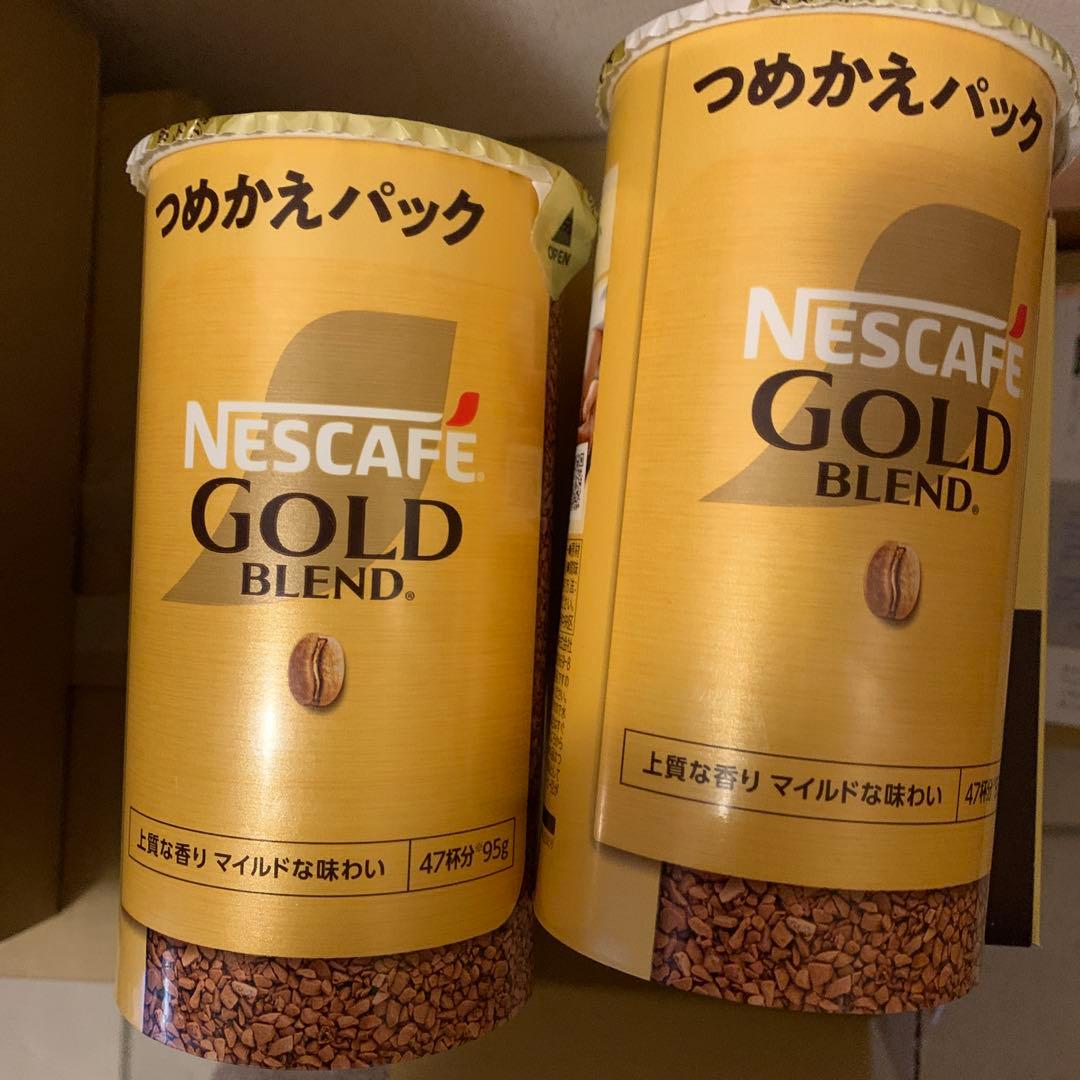 つめかえパック
OPEN
NESCAFÉ®
GOLD
BLEND®
上質な香り マイルドな味わい
47杯分※95g
つめかえパック
NESCAFÉ
GOLD
BLEND®
上質な香り マイルドな味わい
47杯分